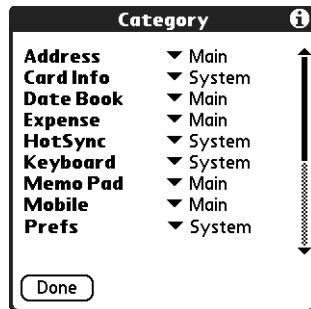 Category
Address Main
Card Info System
Date Book Main
Expense Main
HotSync System
Keyboard System
Memo Pad Main
Mobile Main
Prefs System
Done